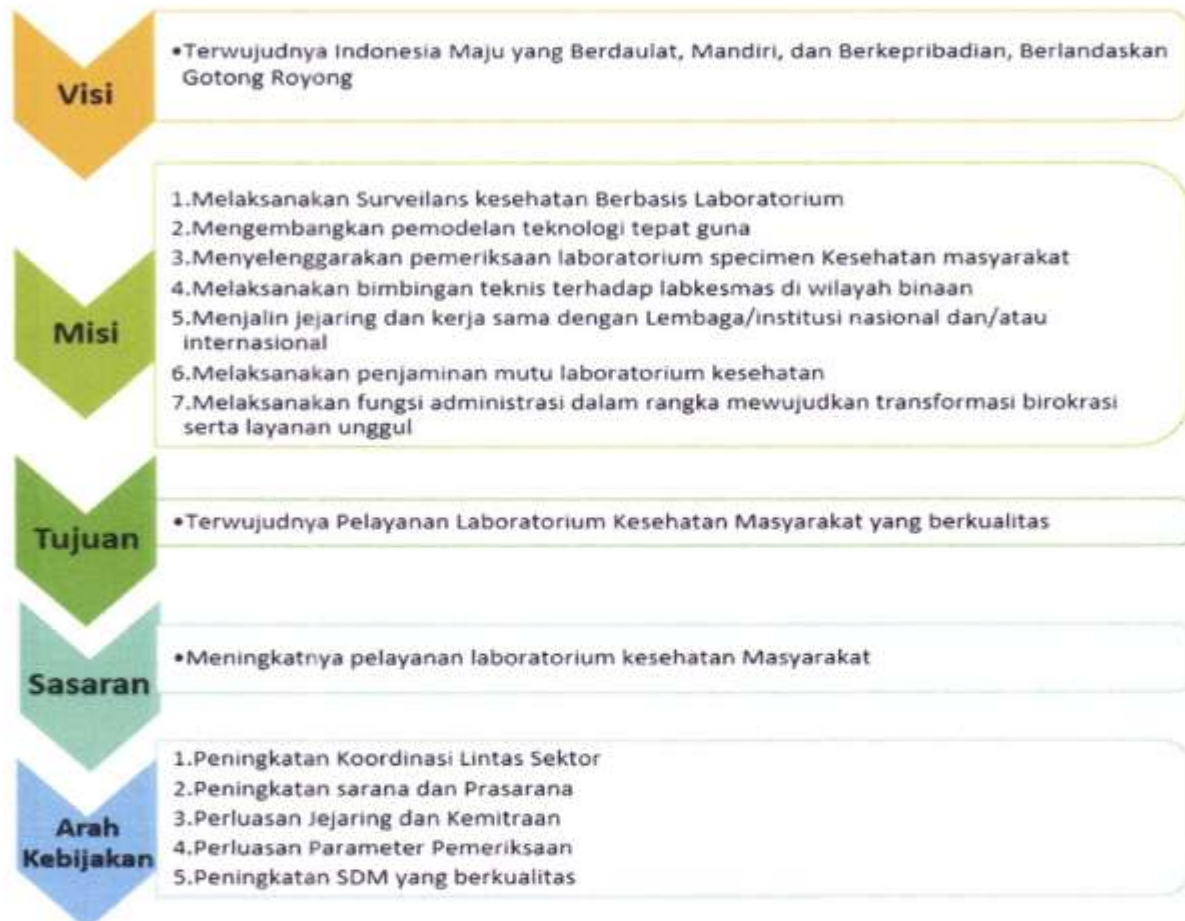 Visi
•Terwujudnya Indonesia Maju yang Berdaulat, Mandiri, dan Berkepribadian, Berlandaskan
Gotong Royong
Misi
1.Melaksanakan Surveilans kesehatan Berbasis Laboratorium
2.Mengembangkan pemodelan teknologi tepat guna
3.Menyelenggarakan pemeriksaan laboratorium specimen Kesehatan masyarakat
4.Melaksanakan bimbingan teknis terhadap labkesmas di wilayah binaan
5.Menjalin jejaring dan kerja sama dengan Lembaga/institusi nasional dan/atau
internasional
6.Melaksanakan penjaminan mutu laboratorium kesehatan
7.Melaksanakan fungsi administrasi dalam rangka mewujudkan transformasi birokrasi
serta layanan unggul
Tujuan
•Terwujudnya Pelayanan Laboratorium Kesehatan Masyarakat yang berkualitas
Sasaran
•Meningkatnya pelayanan laboratorium kesehatan Masyarakat
Arah
Kebijakan
1.Peningkatan Koordinasi Lintas Sektor
2.Peningkatan sarana dan Prasarana
3.Perluasan Jejaring dan Kemitraan
4.Perluasan Parameter Pemeriksaan
5.Peningkatan SDM yang berkualitas